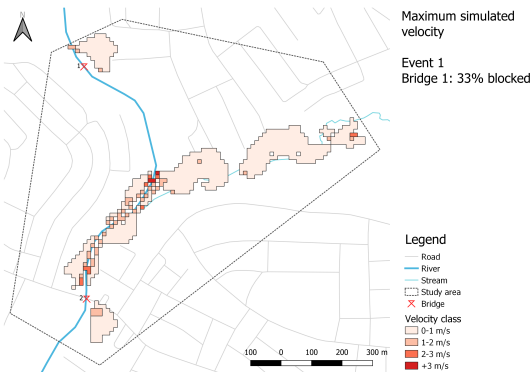 N
Maximum simulated
velocity
Event 1
Bridge 1: 33% blocked
1
2
Legend
Road
River
Stream
Study area
Bridge
Velocity class
0-1 m/s
1-2 m/s
2-3 m/s
+3 m/s
100 0 100 200 300 m